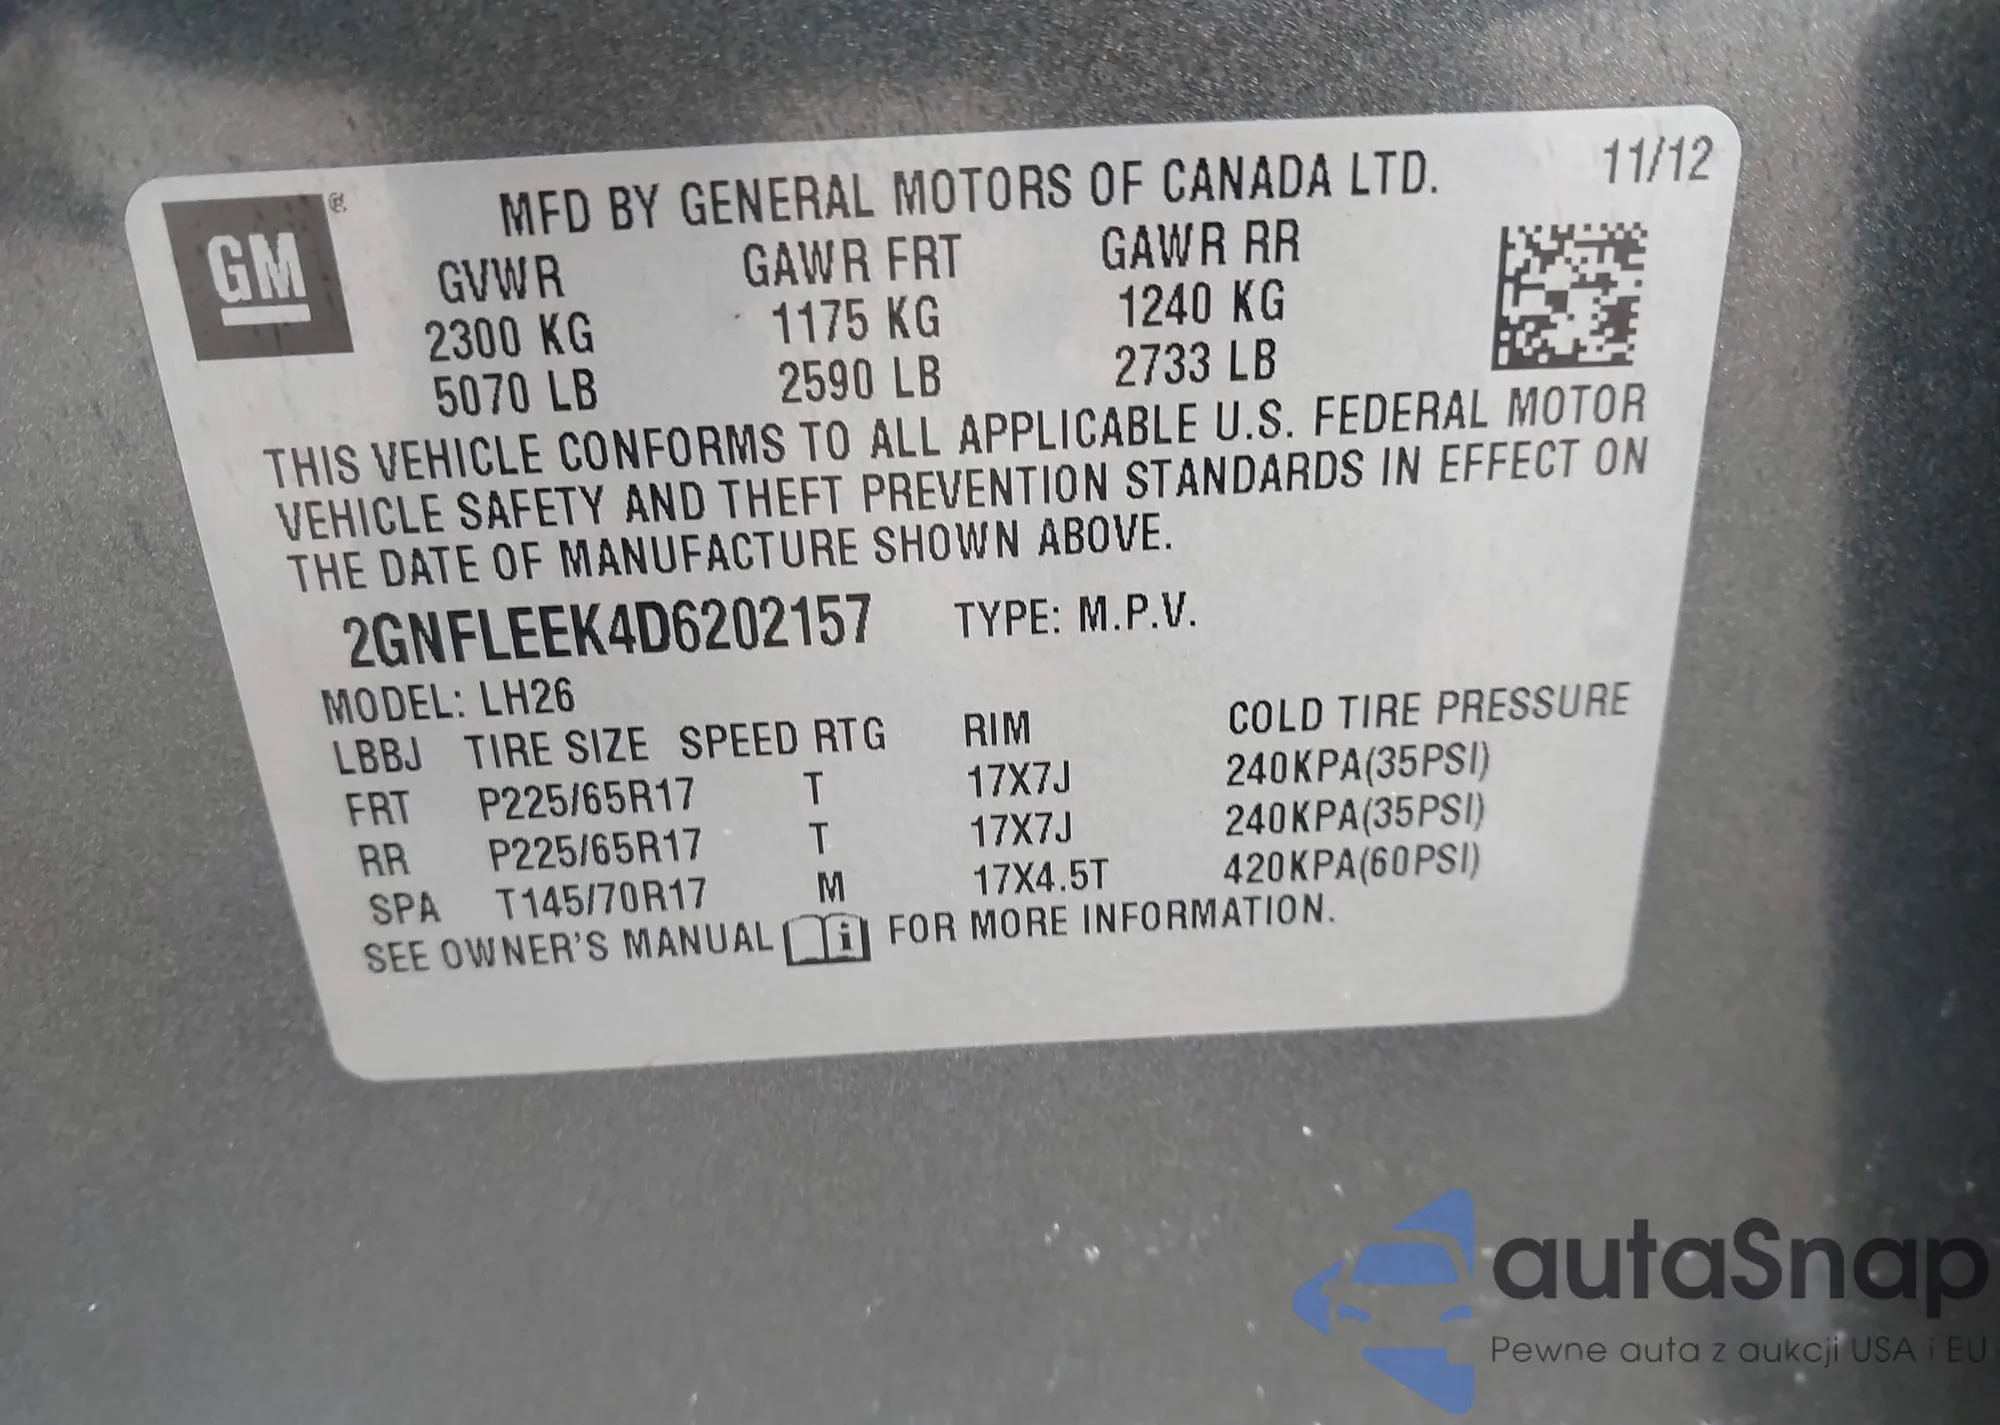 GM ®
MFD BY GENERAL MOTORS OF CANADA LTD. 11/12
GVWR GAWR FRT GAWR RR
2300 KG 1175 KG 1240 KG
5070 LB 2590 LB 2733 LB
THIS VEHICLE CONFORMS TO ALL APPLICABLE U.S. FEDERAL MOTOR
VEHICLE SAFETY AND THEFT PREVENTION STANDARDS IN EFFECT ON
THE DATE OF MANUFACTURE SHOWN ABOVE.
2GNFLEEK4D6202157 TYPE: M.P.V.
MODEL: LH26
LBBJ TIRE SIZE SPEED RTG RIM COLD TIRE PRESSURE
FRT P225/65R17 T 17X7J 240KPA(35PSI)
RR P225/65R17 T 17X7J 240KPA(35PSI)
SPA T145/70R17 M 17X4.5T 420KPA(60PSI)
SEE OWNER'S MANUAL i FOR MORE INFORMATION.
autaSnap
Pewne auta z aukcji USA i EU